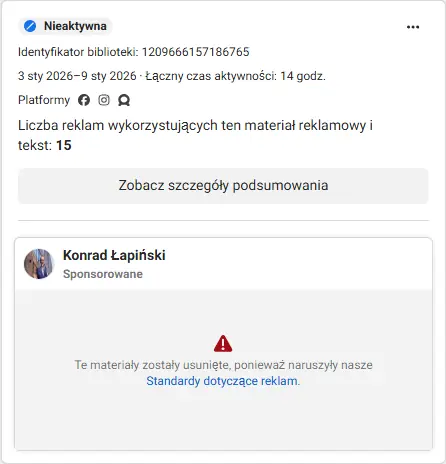 Nieaktywna
Identyfikator biblioteki: 1209666157186765
3 sty 2026–9 sty 2026 · Łączny czas aktywności: 14 godz.
Platformy
Liczba reklam wykorzystujących ten materiał reklamowy i
tekst: 15
Zobacz szczegóły podsumowania
Konrad Łapiński
Sponsorowane
Te materiały zostały usunięte, ponieważ naruszyły nasze
Standardy dotyczące reklam.